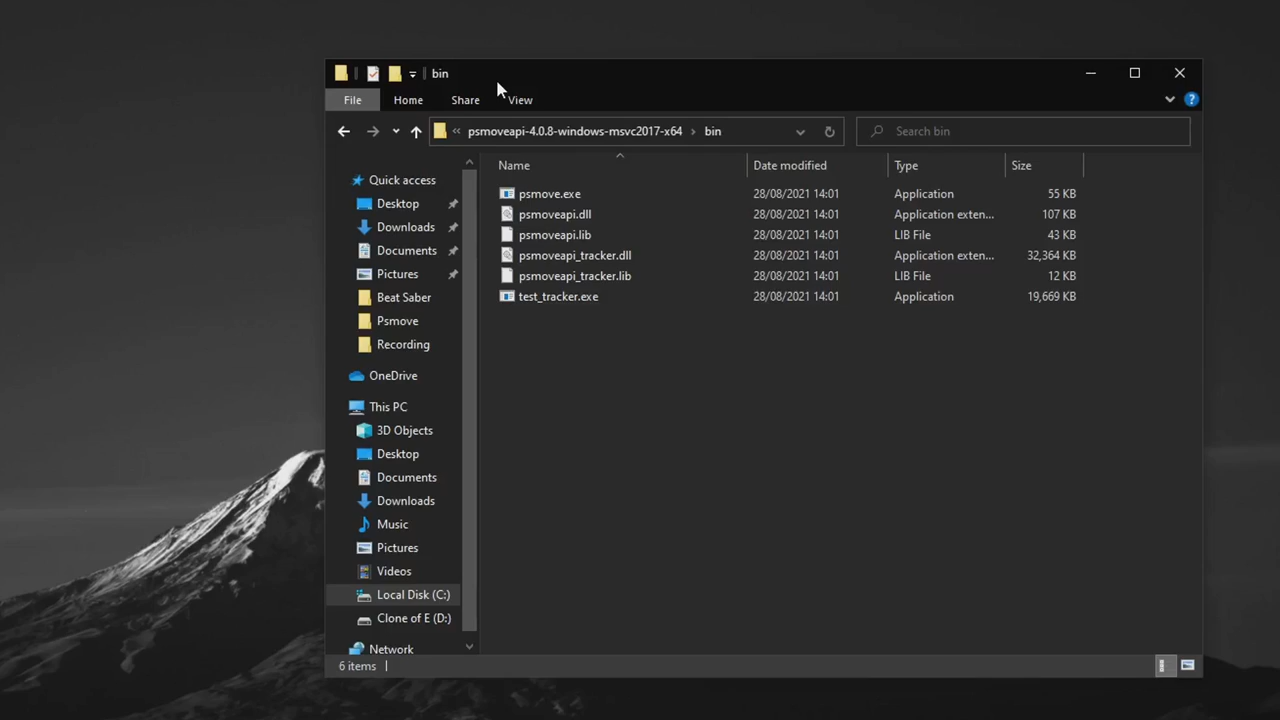 bin
File Home Share View
psmoveapi-4.0.8-windows-msvc2017-x64 bin
Search bin
Name Date modified Type Size
Quick access
Desktop
Downloads
Documents
Pictures
Beat Saber
Psmove
Recording
OneDrive
This PC
3D Objects
Desktop
Documents
Downloads
Music
Pictures
Videos
Local Disk (C:)
Clone of E (D:)
Network
psmove.exe 28/08/2021 14:01 Application 55 KB
psmoveapi.dll 28/08/2021 14:01 Application exten... 107 KB
psmoveapi.lib 28/08/2021 14:01 LIB File 43 KB
psmoveapi_tracker.dll 28/08/2021 14:01 Application exten... 32,364 KB
psmoveapi_tracker.lib 28/08/2021 14:01 LIB File 12 KB
test_tracker.exe 28/08/2021 14:01 Application 19,669 KB
6 items